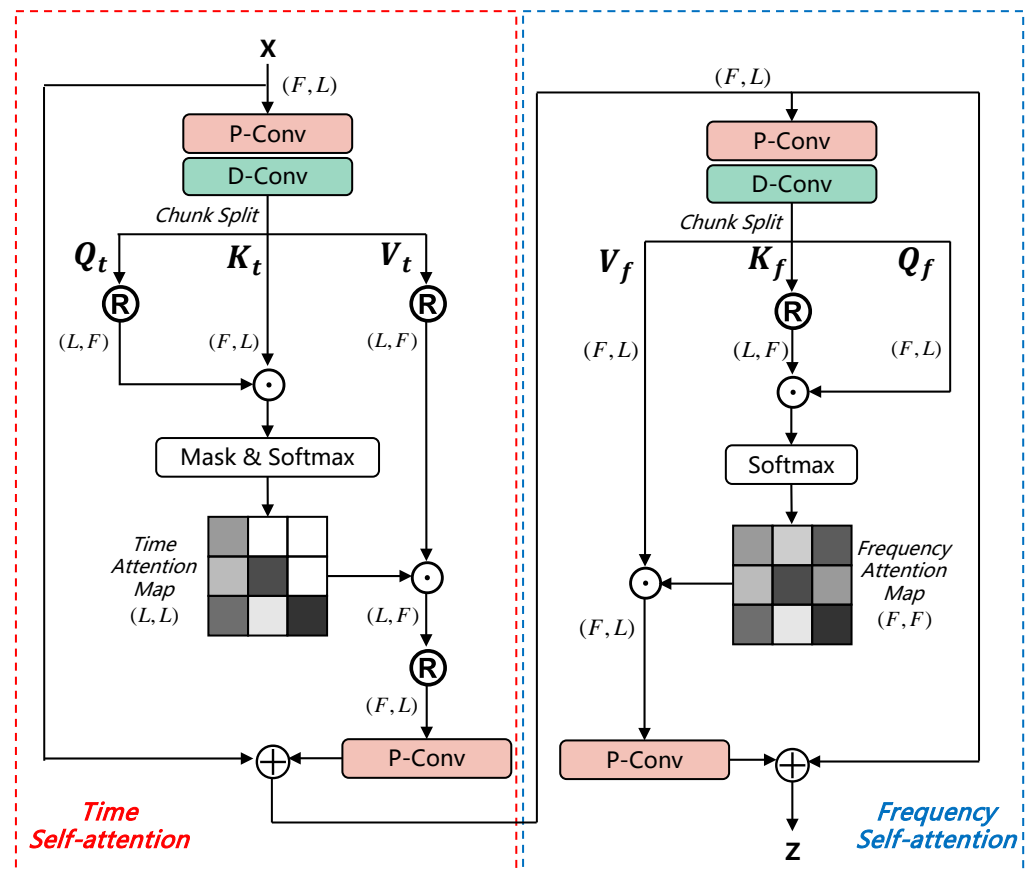 X
(F, L)
P-Conv
D-Conv
Chunk Split
Q_t
K_t
V_t
R
R
(L, F)
(F, L)
(L, F)
Mask & Softmax
Time
Attention
Map
(L, L)
(L, F)
R
(F, L)
P-Conv
Time
Self-attention
(F, L)
P-Conv
D-Conv
Chunk Split
V_f
K_f
Q_f
R
(F, L)
(L, F)
(F, L)
Softmax
Frequency
Attention
Map
(F, F)
(F, L)
P-Conv
Z
Frequency
Self-attention